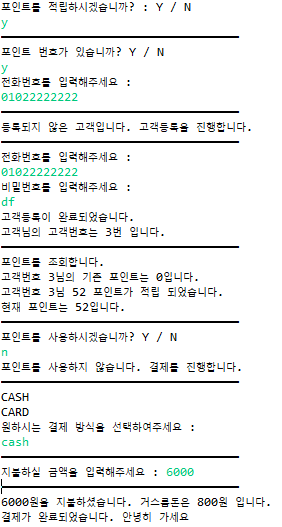 포인트를 적립하시겠습니까? : Y / N
y
포인트 번호가 있습니까? Y / N
y
전화번호를 입력해주세요 :
01022222222
등록되지 않은 고객입니다. 고객등록을 진행합니다.
전화번호를 입력해주세요 :
01022222222
비밀번호를 입력해주세요 :
df
고객등록이 완료되었습니다.
고객님의 고객번호는 3번 입니다.
포인트를 조회합니다.
고객번호 3님의 기존 포인트는 0입니다.
고객번호 3님 52 포인트가 적립 되었습니다.
현재 포인트는 52입니다.
포인트를 사용하시겠습니까? Y / N
n
포인트를 사용하지 않습니다. 결제를 진행합니다.
CASH
CARD
원하시는 결제 방식을 선택하여주세요 :
cash
지불하실 금액을 입력해주세요 : 6000
6000원을 지불하셨습니다. 거스름돈은 800원 입니다.
결제가 완료되었습니다. 안녕히 가세요